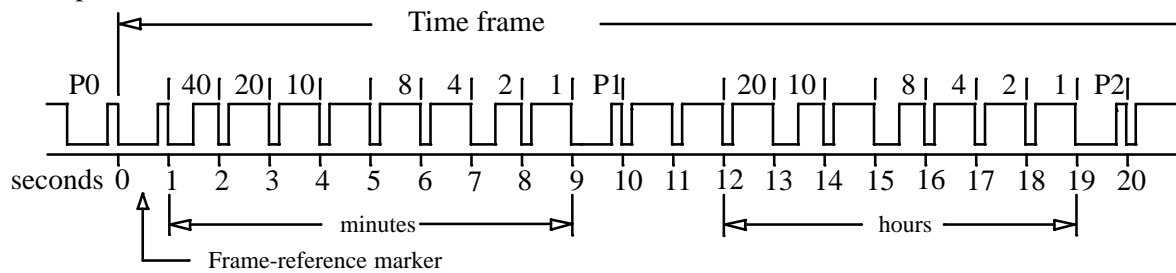 Time frame
P0 40 20 10 8 4 2 1 P1 20 10 8 4 2 1 P2
seconds 0 1 2 3 4 5 6 7 8 9 10 11 12 13 14 15 16 17 18 19 20
minutes hours
Frame-reference marker